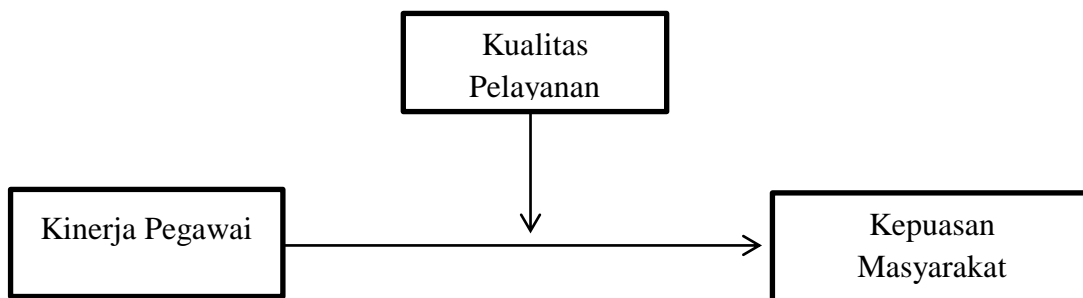 Kualitas
Pelayanan
Kinerja Pegawai
Kepuasan
Masyarakat